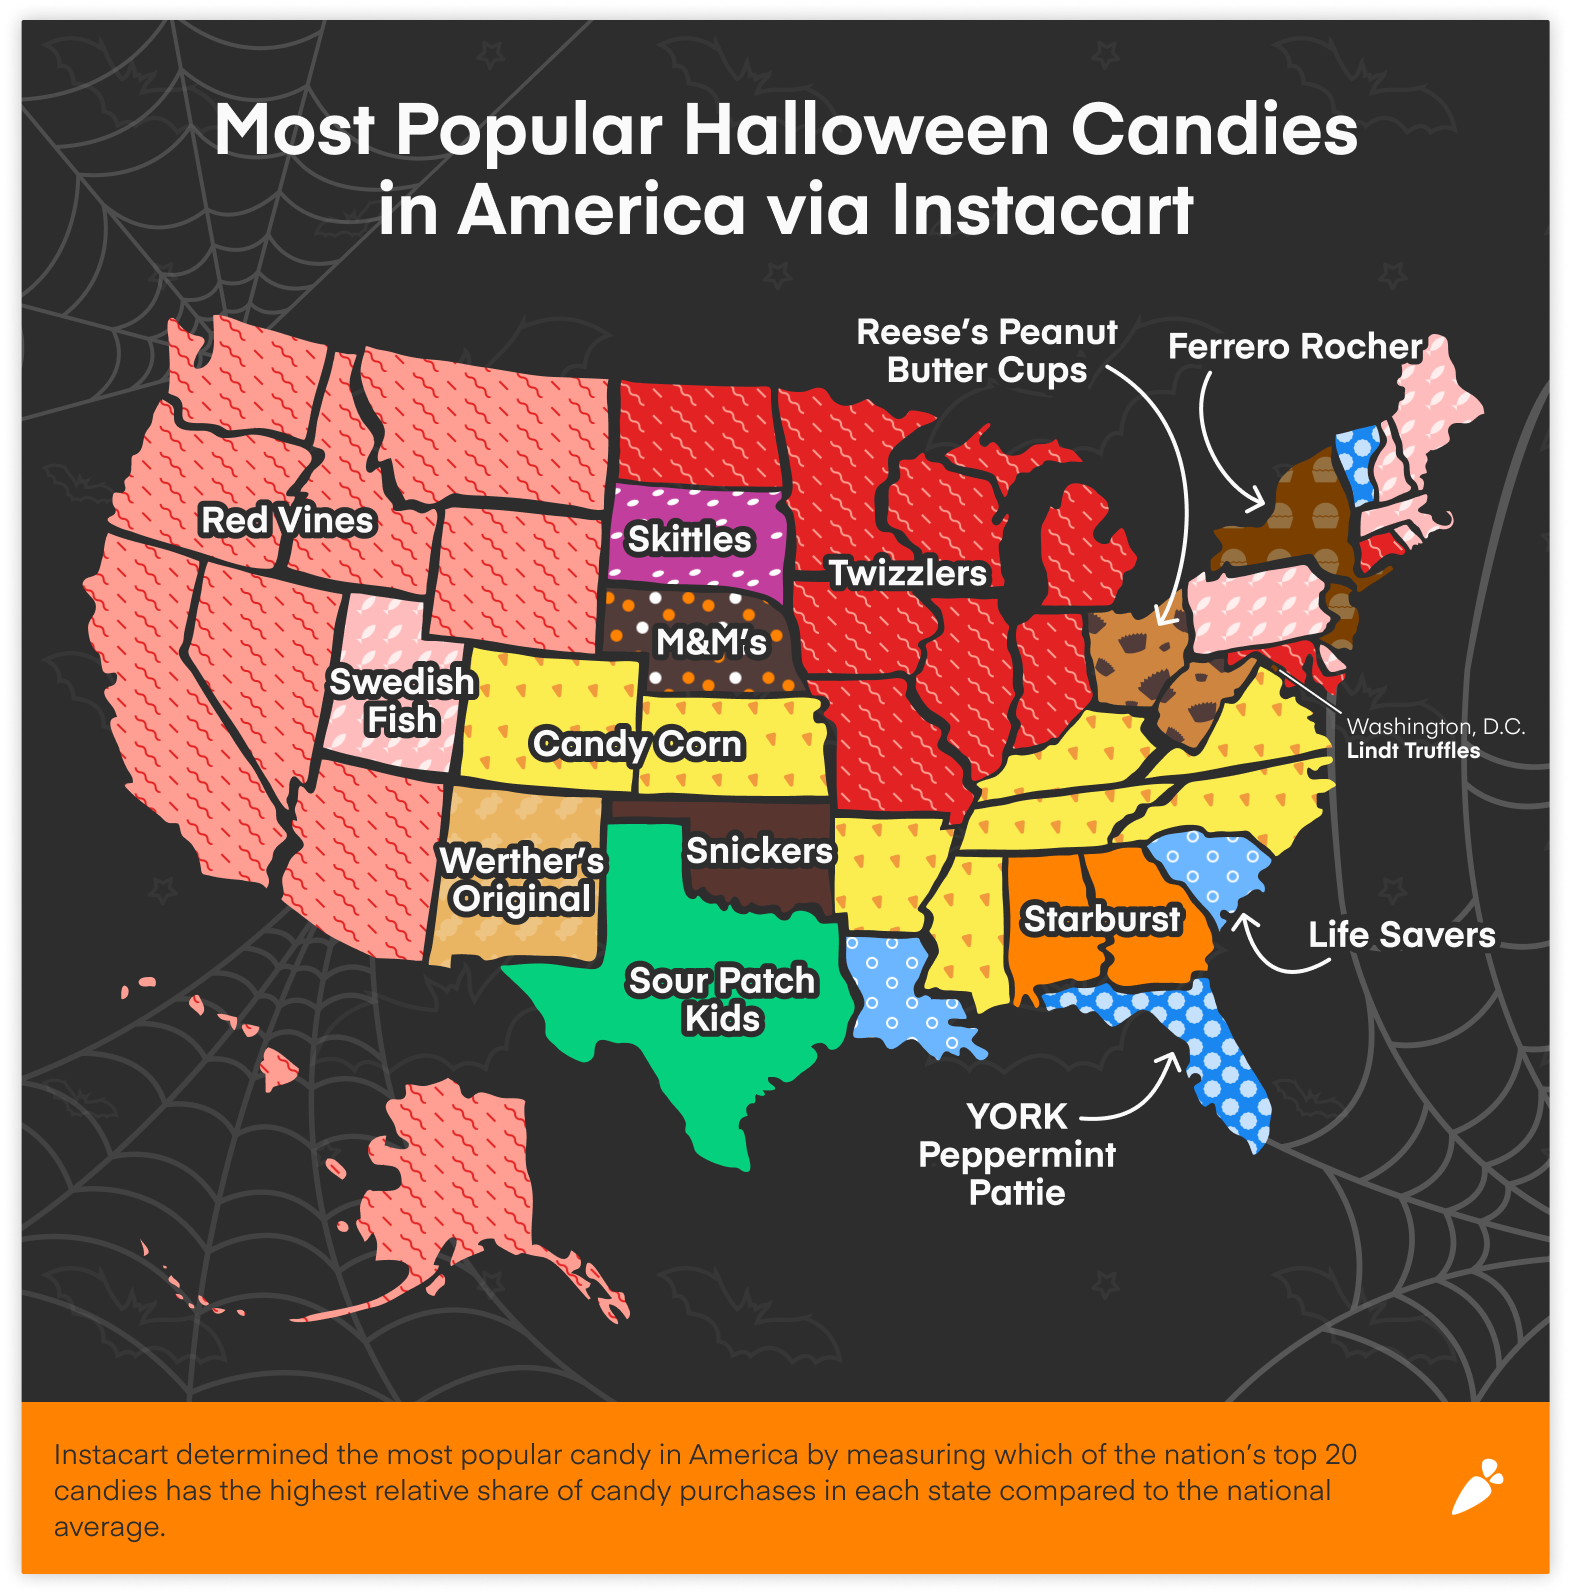 Most Popular Halloween Candies
in America via Instacart
Reese's Peanut
Butter Cups
Ferrero Rocher
Red Vines
Skittles
Twizzlers
M&M's
Swedish
Fish
Candy Corn
Washington, D.C.
Lindt Truffles
Werther's
Original
Snickers
Starburst
Life Savers
Sour Patch
Kids
YORK
Peppermint
Pattie
Instacart determined the most popular candy in America by measuring which of the nation's top 20
candies has the highest relative share of candy purchases in each state compared to the national
average.